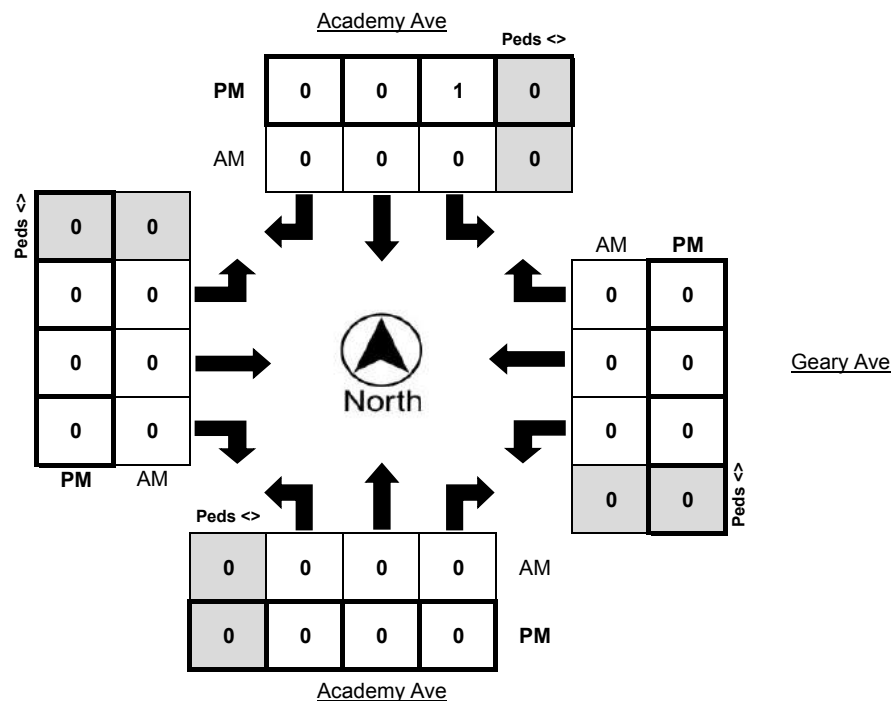 Academy Ave
Peds <>
PM 0 0 1 0
AM 0 0 0 0
Peds <>
0 0
AM PM
0 0
0 0
0 0
0 0
Geary Ave
North
0 0
0 0
PM AM
0 0
Peds <>
Peds <>
0 0 0 0 AM
0 0 0 0 PM
Academy Ave